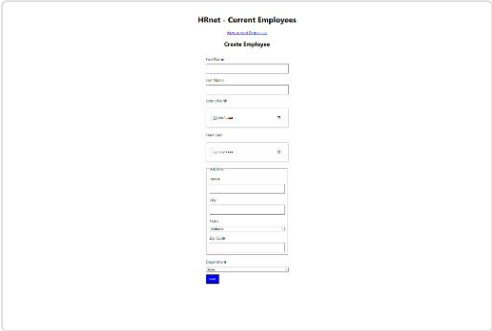 HRnet - Current Employees
View current Employees
Create Employee
First Name
Last Name
Date of Birth
Start Date
Address
Street
City
State
Alabama
Zip Code
Department
Sales
Save